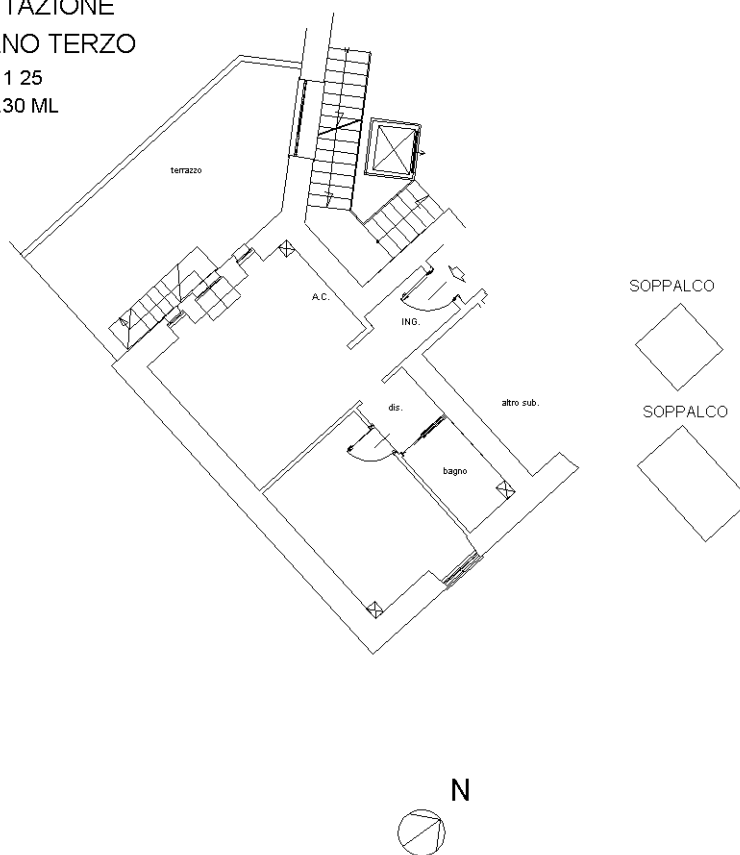 TAZIONE
NO TERZO
1 25
.30 ML
terrazzo
A.C.
ING.
SOPPALCO
dis.
altro sub.
SOPPALCO
bagno
N